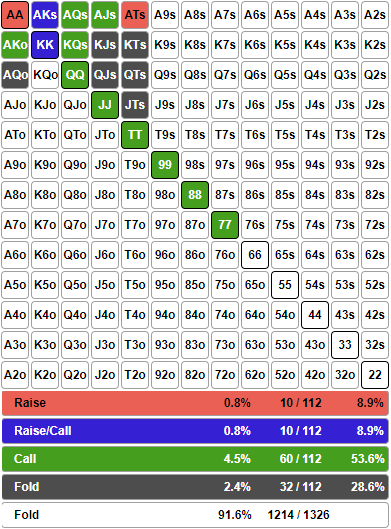 AA AKs AQs AJs ATs A9s A8s A7s A6s A5s A4s A3s A2s
AKo KK KQs KJs KTs K9s K8s K7s K6s K5s K4s K3s K2s
AQo KQo QQ QJs QTs Q9s Q8s Q7s Q6s Q5s Q4s Q3s Q2s
AJo KJo QJo JJ JTs J9s J8s J7s J6s J5s J4s J3s J2s
ATo KTo QTo JTo TT T9s T8s T7s T6s T5s T4s T3s T2s
A9o K9o Q9o J9o T9o 99 98s 97s 96s 95s 94s 93s 92s
A8o K8o Q8o J8o T8o 98o 88 87s 86s 85s 84s 83s 82s
A7o K7o Q7o J7o T7o 97o 87o 77 76s 75s 74s 73s 72s
A6o K6o Q6o J6o T6o 96o 86o 76o 66 65s 64s 63s 62s
A5o K5o Q5o J5o T5o 95o 85o 75o 65o 55 54s 53s 52s
A4o K4o Q4o J4o T4o 94o 84o 74o 64o 54o 44 43s 42s
A3o K3o Q3o J3o T3o 93o 83o 73o 63o 53o 43o 33 32s
A2o K2o Q2o J2o T2o 92o 82o 72o 62o 52o 42o 32o 22
Raise 0.8% 10 / 112 8.9%
Raise/Call 0.8% 10 / 112 8.9%
Call 4.5% 60 / 112 53.6%
Fold 2.4% 32 / 112 28.6%
Fold 91.6% 1214 / 1326